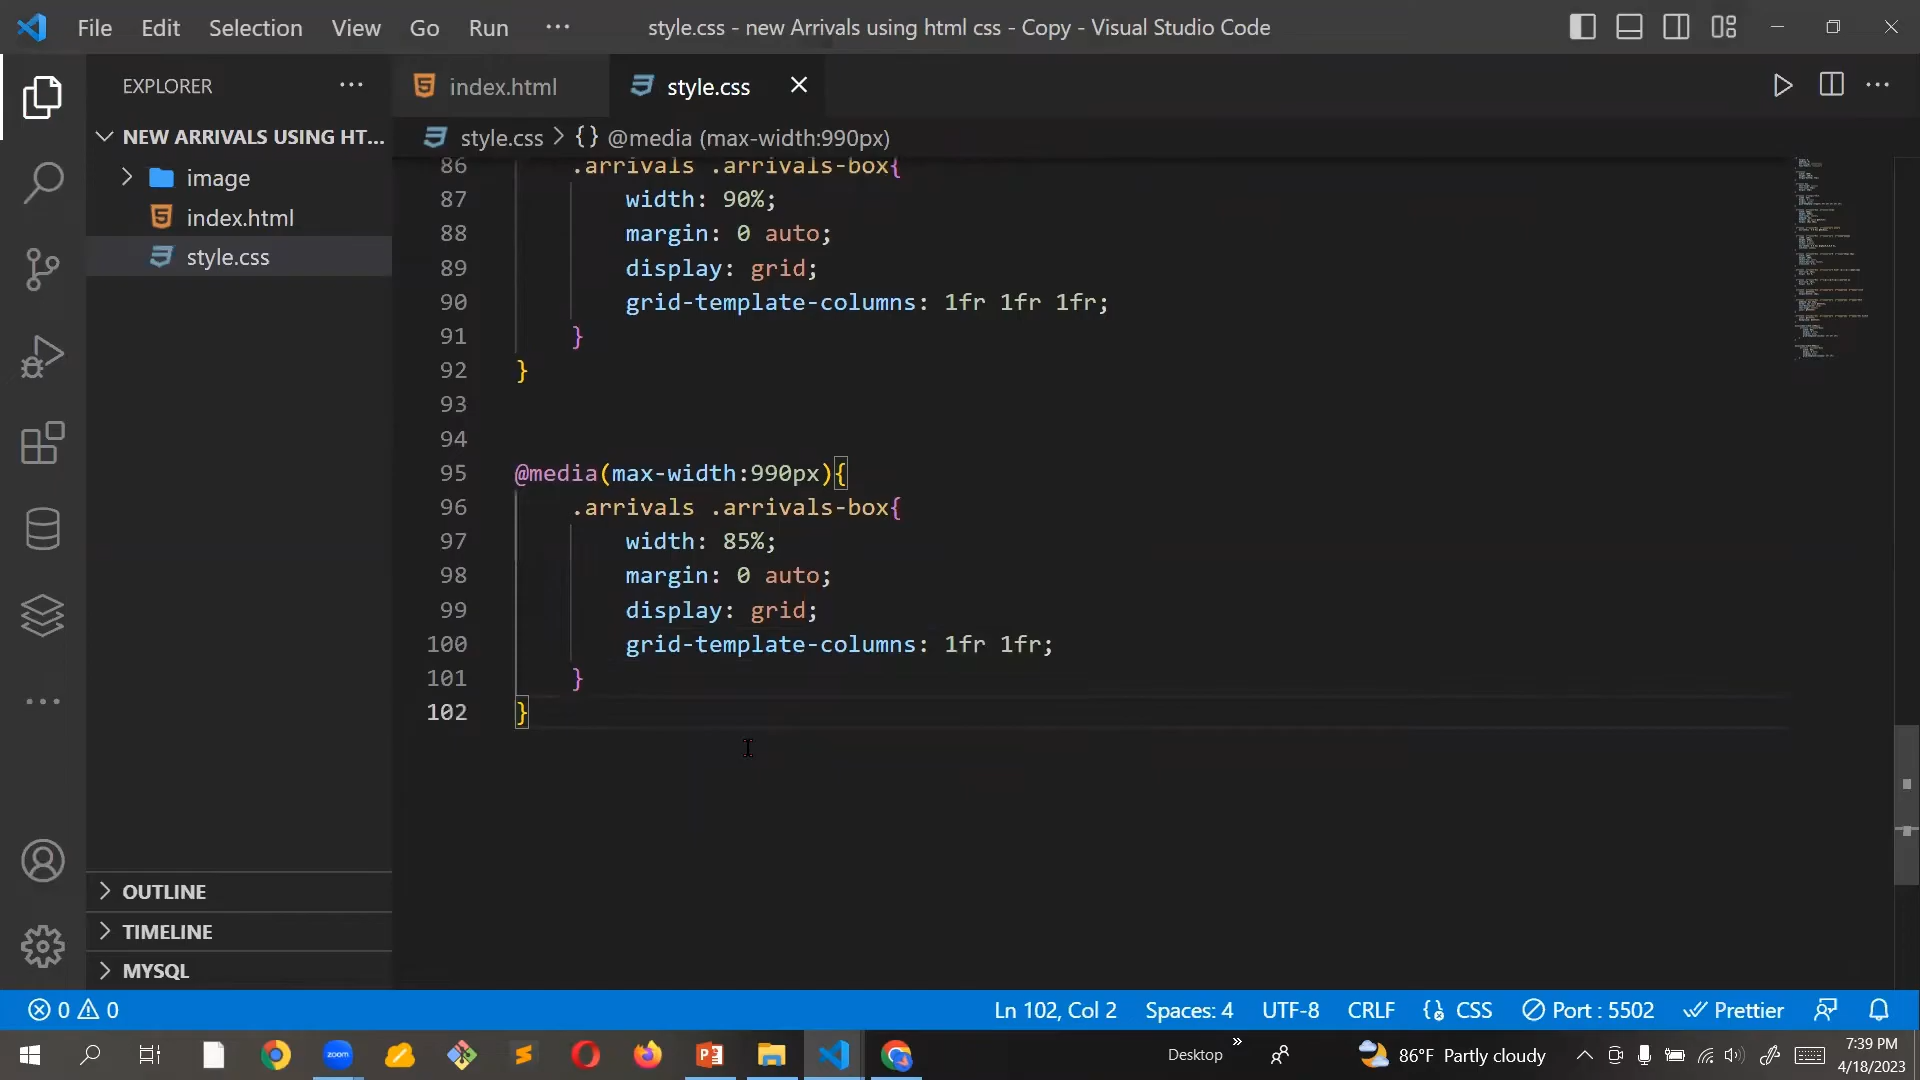 File Edit Selection View Go Run ··· style.css - new Arrivals using html css - Copy - Visual Studio Code
EXPLORER ···
index.html
style.css
NEW ARRIVALS USING HT...
style.css > {} @media (max-width:990px)
image
index.html
style.css
86 .arrivals .arrivals-box{
87 width: 90%;
88 margin: 0 auto;
89 display: grid;
90 grid-template-columns: 1fr 1fr 1fr;
91 }
92 }
93
94
95 @media(max-width:990px){
96 .arrivals .arrivals-box{
97 width: 85%;
98 margin: 0 auto;
99 display: grid;
100 grid-template-columns: 1fr 1fr;
101 }
102 }
OUTLINE
TIMELINE
MYSQL
0 0 Ln 102, Col 2 Spaces: 4 UTF-8 CRLF {} CSS Port : 5502 Prettier
zoom
Desktop » 86°F Partly cloudy 7:39 PM
4/18/2023